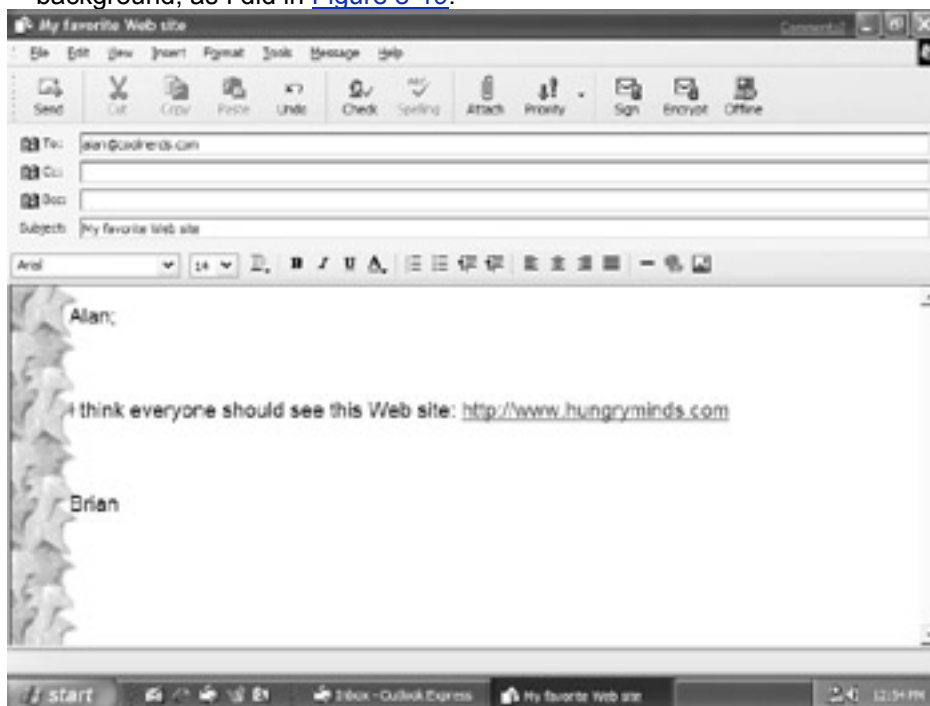 background, as I did in
My favorite Web site
File Edit View Insert Format Tools Message Help
Send Cut Copy Paste Undo Check Spelling Attach Priority Sign Encrypt Offline
To: alan@coolnerds.com
Cc:
Bcc:
Subject: My favorite Web site
Arial 14 B I U A
Alan;
I think everyone should see this Web site: http://www.hungryminds.com
Brian
start Inbox - Outlook Express My favorite Web site 12:54 PM